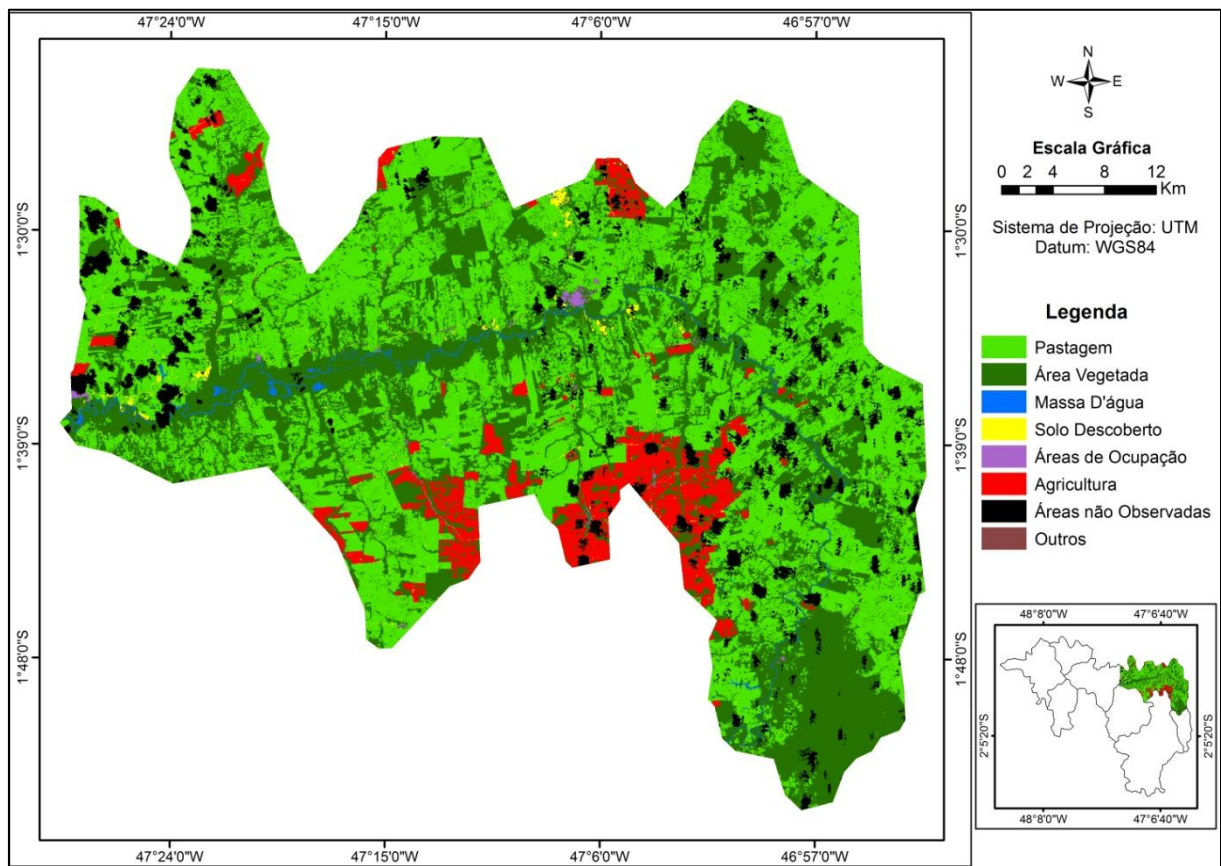 47°24'0"W 47°15'0"W 47°6'0"W 46°57'0"W
1°30'0"S
1°39'0"S
1°48'0"S
1°30'0"S
1°39'0"S
1°48'0"S
47°24'0"W 47°15'0"W 47°6'0"W 46°57'0"W
N
W E
S
Escala Gráfica
0 2 4 8 12
Km
Sistema de Projeção: UTM
Datum: WGS84
Legenda
Pastagem
Área Vegetada
Massa D'água
Solo Descoberto
Áreas de Ocupação
Agricultura
Áreas não Observadas
Outros
48°8'0"W 47°6'40"W
2°5'20"S
2°5'20"S
48°8'0"W 47°6'40"W